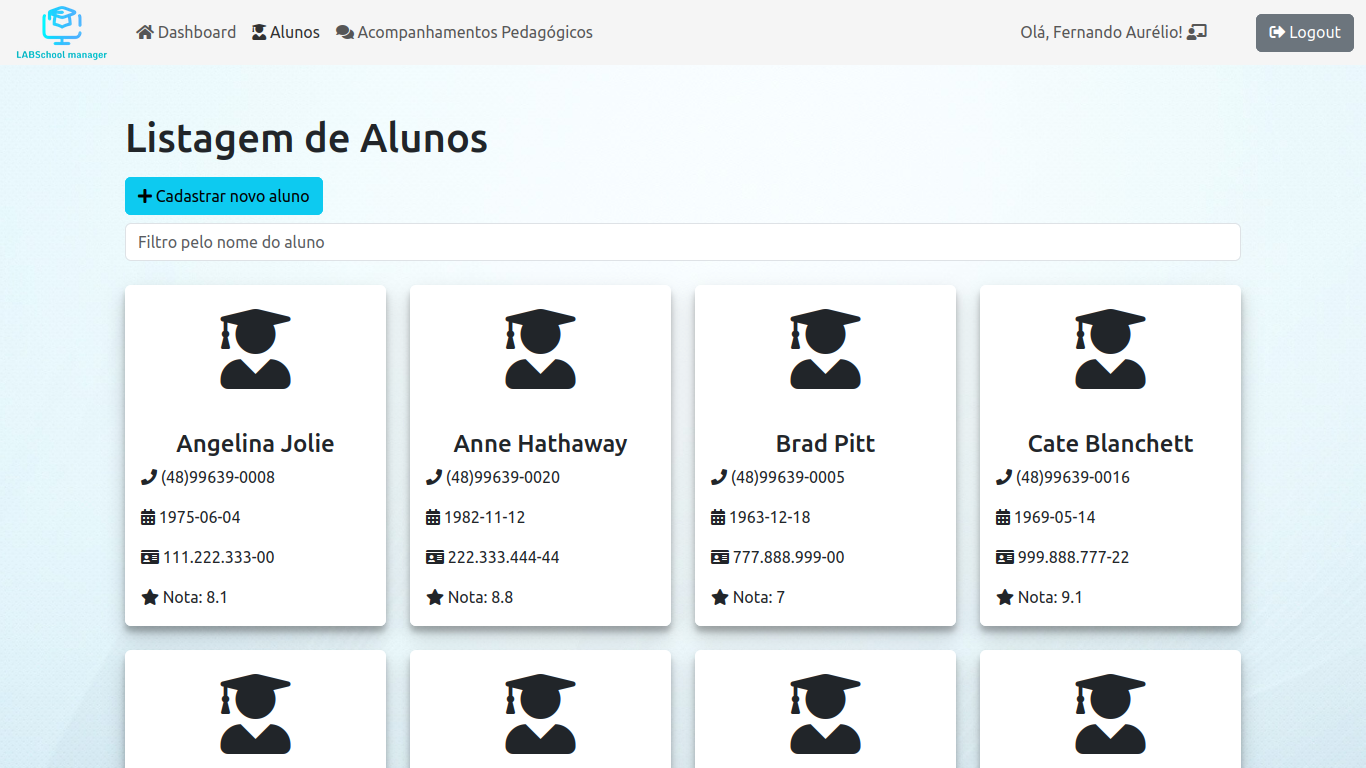 LABSchool manager
Dashboard
Alunos
Acompanhamentos Pedagógicos
Olá, Fernando Aurélio!
Logout
Listagem de Alunos
Cadastrar novo aluno
Filtro pelo nome do aluno
Angelina Jolie
(48)99639-0008
1975-06-04
111.222.333-00
Nota: 8.1
Anne Hathaway
(48)99639-0020
1982-11-12
222.333.444-44
Nota: 8.8
Brad Pitt
(48)99639-0005
1963-12-18
777.888.999-00
Nota: 7
Cate Blanchett
(48)99639-0016
1969-05-14
999.888.777-22
Nota: 9.1